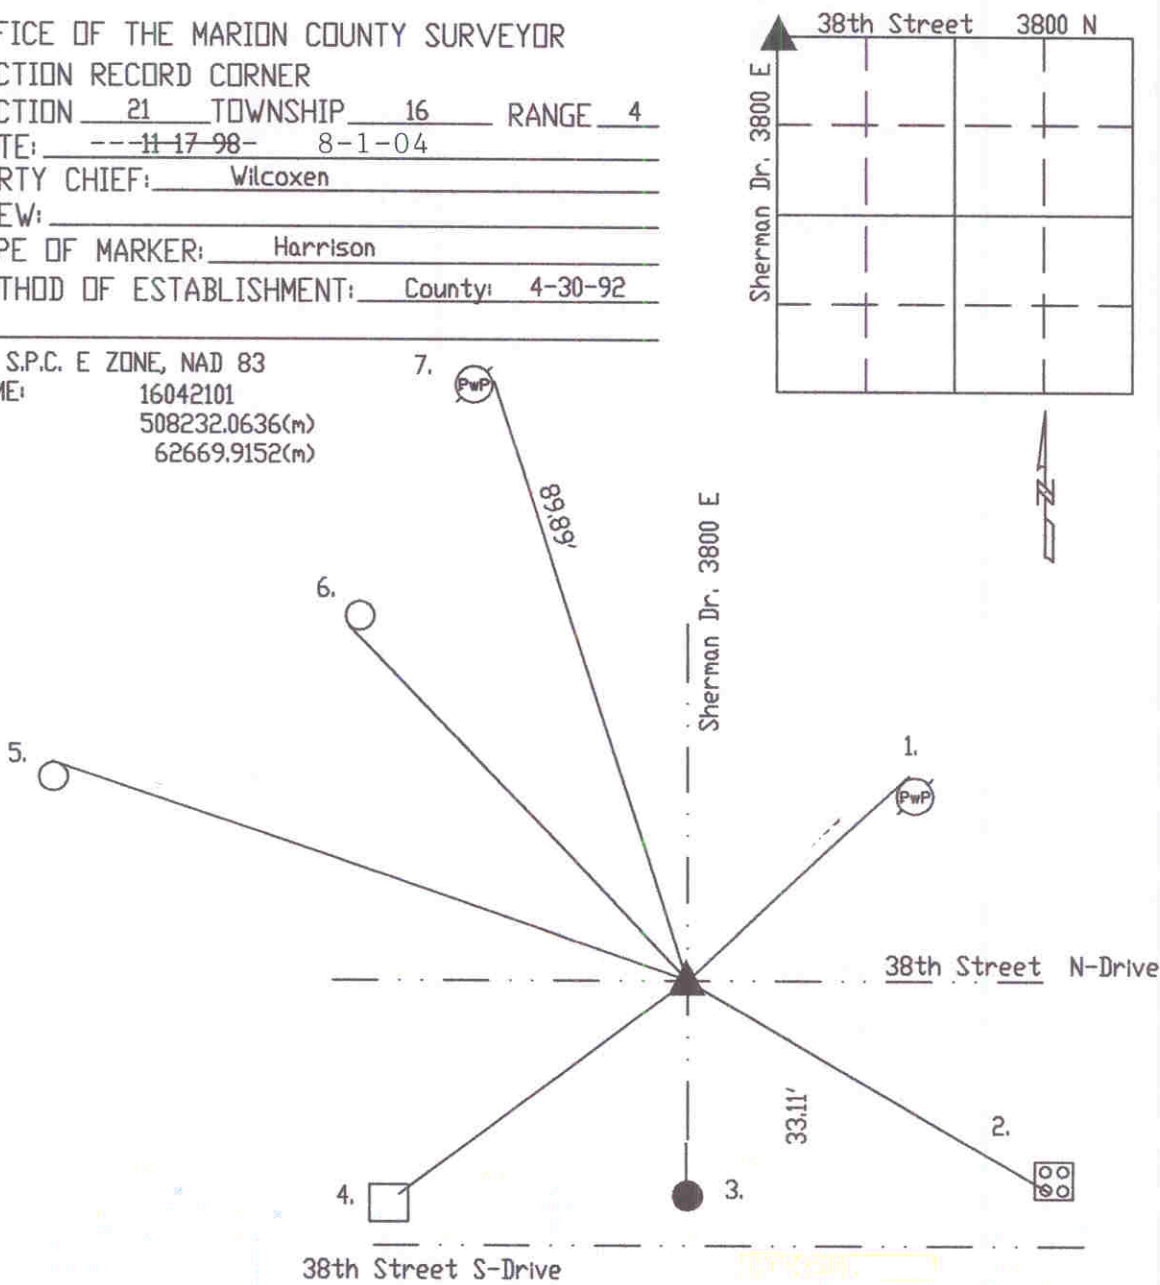 FICE OF THE MARION COUNTY SURVEYOR
CTION RECORD CORNER
CTION 21 TOWNSHIP 16 RANGE 4
TE: ---11-17-98- 8-1-04
RTY CHIEF: Wilcoxen
EW:
PE OF MARKER: Harrison
THOD OF ESTABLISHMENT: County: 4-30-92
S.P.C. E ZONE, NAD 83
ME: 16042101
508232.0636(m)
62669.9152(m)
38th Street 3800 N
Sherman Dr. 3800 E
N
7.
PwP
89.89'
6.
Sherman Dr. 3800 E
5.
1.
PwP
38th Street N-Drive
33.11'
2.
4.
3.
38th Street S-Drive